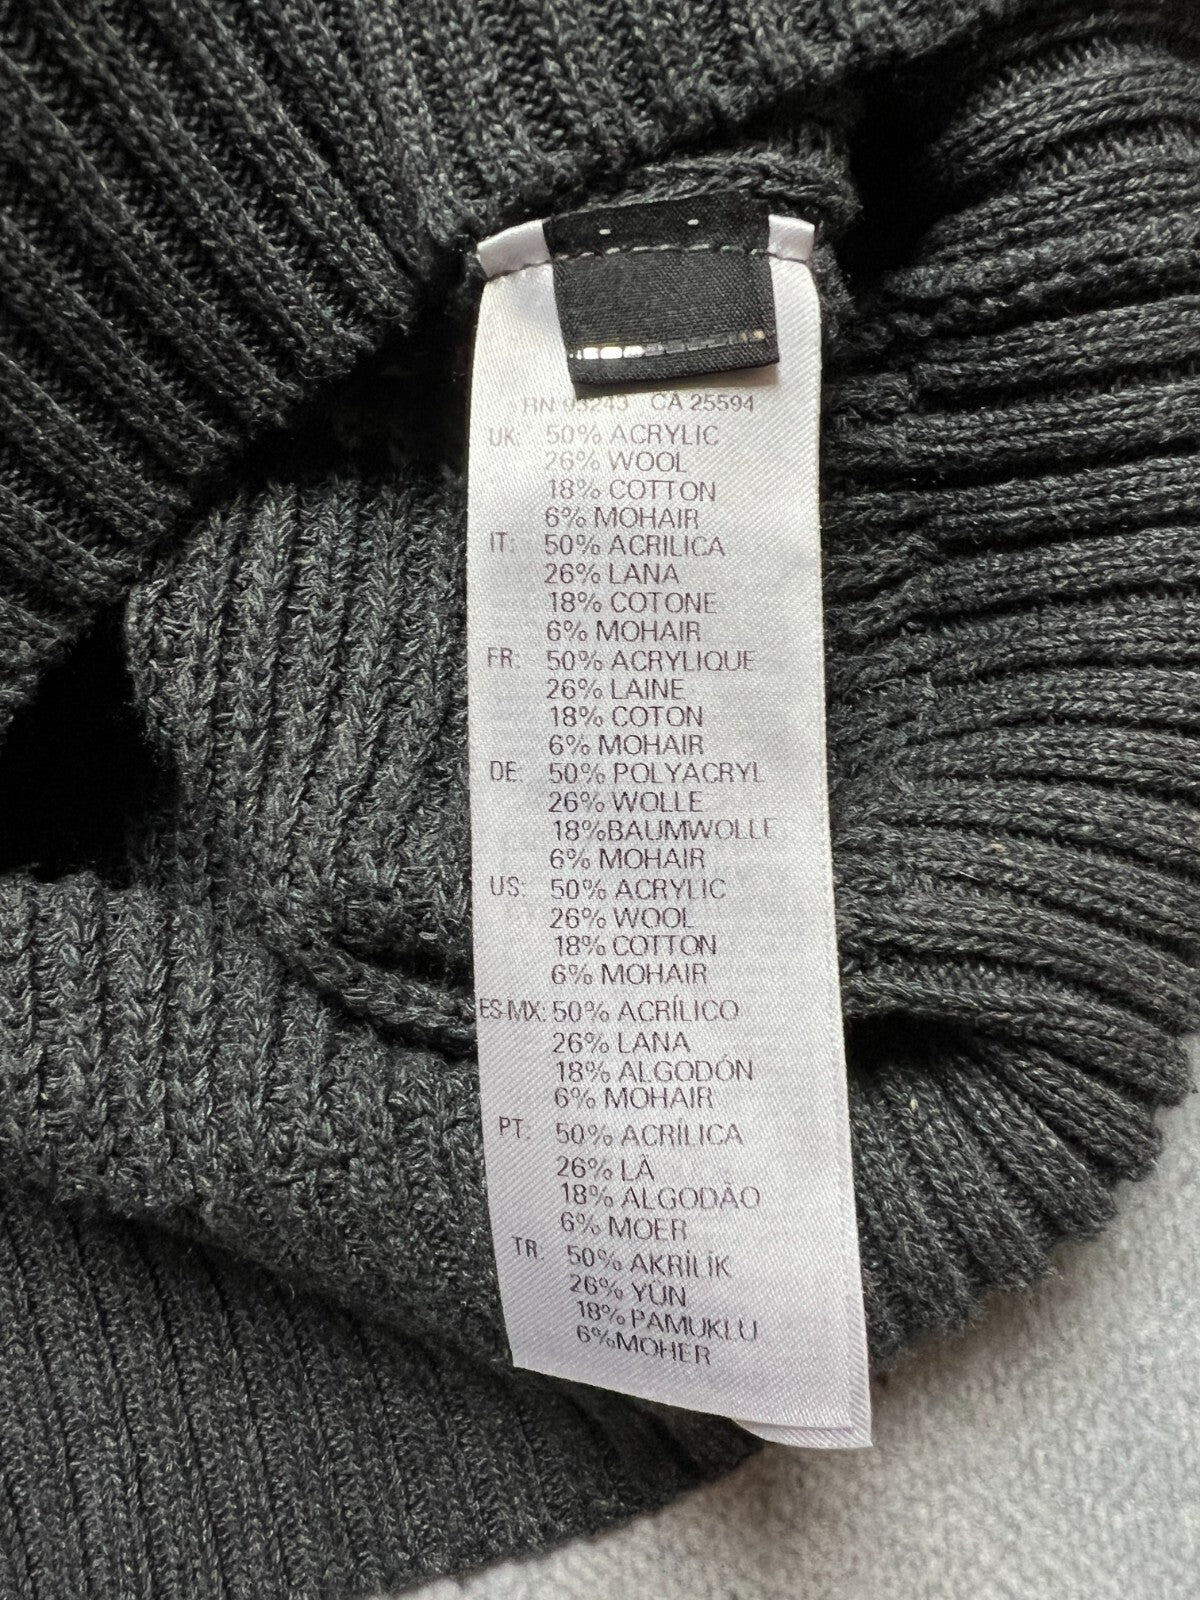 RN 93243 CA 25594
UK: 50% ACRYLIC
26% WOOL
18% COTTON
6% MOHAIR
IT: 50% ACRILICA
26% LANA
18% COTONE
6% MOHAIR
FR: 50% ACRYLIQUE
26% LAINE
18% COTON
6% MOHAIR
DE: 50% POLYACRYL
26% WOLLE
18%BAUMWOLLE
6% MOHAIR
US: 50% ACRYLIC
26% WOOL
18% COTTON
6% MOHAIR
ES-MX: 50% ACRÍLICO
26% LANA
18% ALGODÓN
6% MOHAIR
PT: 50% ACRÍLICA
26% LÃ
18% ALGODÃO
6% MOER
TR: 50% AKRİLİK
26% YÜN
18% PAMUKLU
6%MOHER